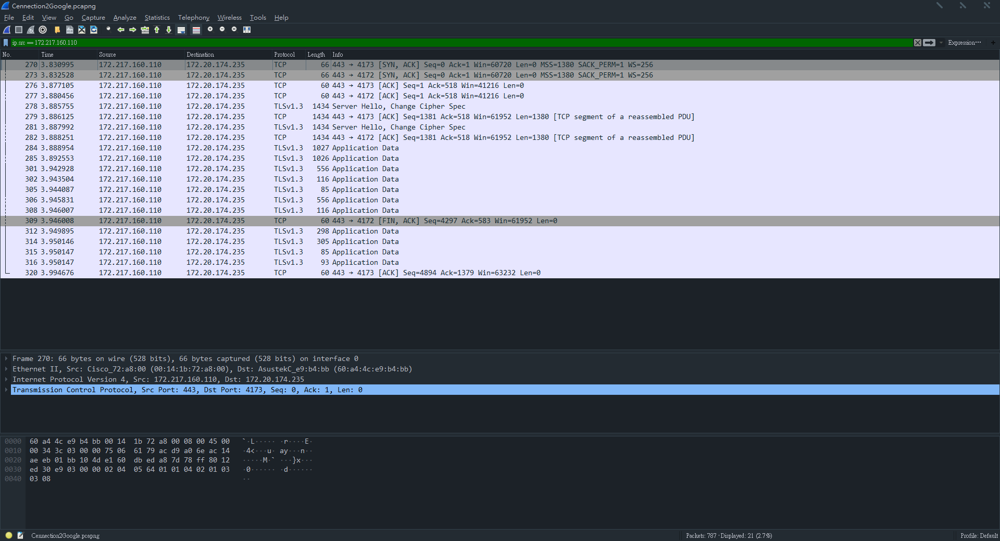 Cennection2Google.pcapng
File Edit View Go Capture Analyze Statistics Telephony Wireless Tools Help
ip.src == 172.217.160.110 Expression…
No. Time Source Destination Protocol Length Info
270 3.830995 172.217.160.110 172.20.174.235 TCP 66 443 → 4173 [SYN, ACK] Seq=0 Ack=1 Win=60720 Len=0 MSS=1380 SACK_PERM=1 WS=256
273 3.832528 172.217.160.110 172.20.174.235 TCP 66 443 → 4172 [SYN, ACK] Seq=0 Ack=1 Win=60720 Len=0 MSS=1380 SACK_PERM=1 WS=256
276 3.877105 172.217.160.110 172.20.174.235 TCP 60 443 → 4173 [ACK] Seq=1 Ack=518 Win=41216 Len=0
277 3.880456 172.217.160.110 172.20.174.235 TCP 60 443 → 4172 [ACK] Seq=1 Ack=518 Win=41216 Len=0
278 3.885755 172.217.160.110 172.20.174.235 TLSv1.3 1434 Server Hello, Change Cipher Spec
279 3.886125 172.217.160.110 172.20.174.235 TCP 1434 443 → 4173 [ACK] Seq=1381 Ack=518 Win=61952 Len=1380 [TCP segment of a reassembled PDU]
281 3.887992 172.217.160.110 172.20.174.235 TLSv1.3 1434 Server Hello, Change Cipher Spec
282 3.888251 172.217.160.110 172.20.174.235 TCP 1434 443 → 4172 [ACK] Seq=1381 Ack=518 Win=61952 Len=1380 [TCP segment of a reassembled PDU]
284 3.888954 172.217.160.110 172.20.174.235 TLSv1.3 1027 Application Data
285 3.892553 172.217.160.110 172.20.174.235 TLSv1.3 1026 Application Data
301 3.942928 172.217.160.110 172.20.174.235 TLSv1.3 556 Application Data
302 3.943504 172.217.160.110 172.20.174.235 TLSv1.3 116 Application Data
305 3.944087 172.217.160.110 172.20.174.235 TLSv1.3 85 Application Data
306 3.945831 172.217.160.110 172.20.174.235 TLSv1.3 556 Application Data
308 3.946007 172.217.160.110 172.20.174.235 TLSv1.3 116 Application Data
309 3.946008 172.217.160.110 172.20.174.235 TCP 60 443 → 4172 [FIN, ACK] Seq=4297 Ack=583 Win=61952 Len=0
312 3.949895 172.217.160.110 172.20.174.235 TLSv1.3 298 Application Data
314 3.950146 172.217.160.110 172.20.174.235 TLSv1.3 305 Application Data
315 3.950147 172.217.160.110 172.20.174.235 TLSv1.3 85 Application Data
316 3.950147 172.217.160.110 172.20.174.235 TLSv1.3 93 Application Data
320 3.994676 172.217.160.110 172.20.174.235 TCP 60 443 → 4173 [ACK] Seq=4894 Ack=1379 Win=63232 Len=0
Frame 270: 66 bytes on wire (528 bits), 66 bytes captured (528 bits) on interface 0
Ethernet II, Src: Cisco_72:a8:00 (00:14:1b:72:a8:00), Dst: AsustekC_e9:b4:bb (60:a4:4c:e9:b4:bb)
Internet Protocol Version 4, Src: 172.217.160.110, Dst: 172.20.174.235
Transmission Control Protocol, Src Port: 443, Dst Port: 4173, Seq: 0, Ack: 1, Len: 0
0000 60 a4 4c e9 b4 bb 00 14 1b 72 a8 00 08 00 45 00 `·L····· ·r····E·
0010 00 34 3c 03 00 00 75 06 61 79 ac d9 a0 6e ac 14 ·4<···u· ay···n··
0020 ae eb 01 bb 10 4d e1 60 db ed a8 7d 78 ff 80 12 ·····M·` ···}x···
0030 ed 30 e9 03 00 00 02 04 05 64 01 01 04 02 01 03 ·0······ ·d······
0040 03 08 ··
Cennection2Google.pcapng Packets: 787 · Displayed: 21 (2.7%) Profile: Default